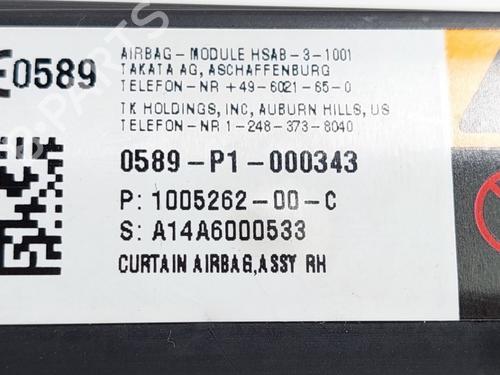 CE0589
AIRBAG-MODULE HSAB-3-1001
TAKATA AG, ASCHAFFENBURG
TELEFON-NR +49-6021-65-0
TK HOLDINGS, INC, AUBURN HILLS, US
TELEFON-NR 1-248-373-8040
0589-P1-000343
P: 1005262-00-C
S: A14A6000533
CURTAIN AIRBAG,ASSY RH